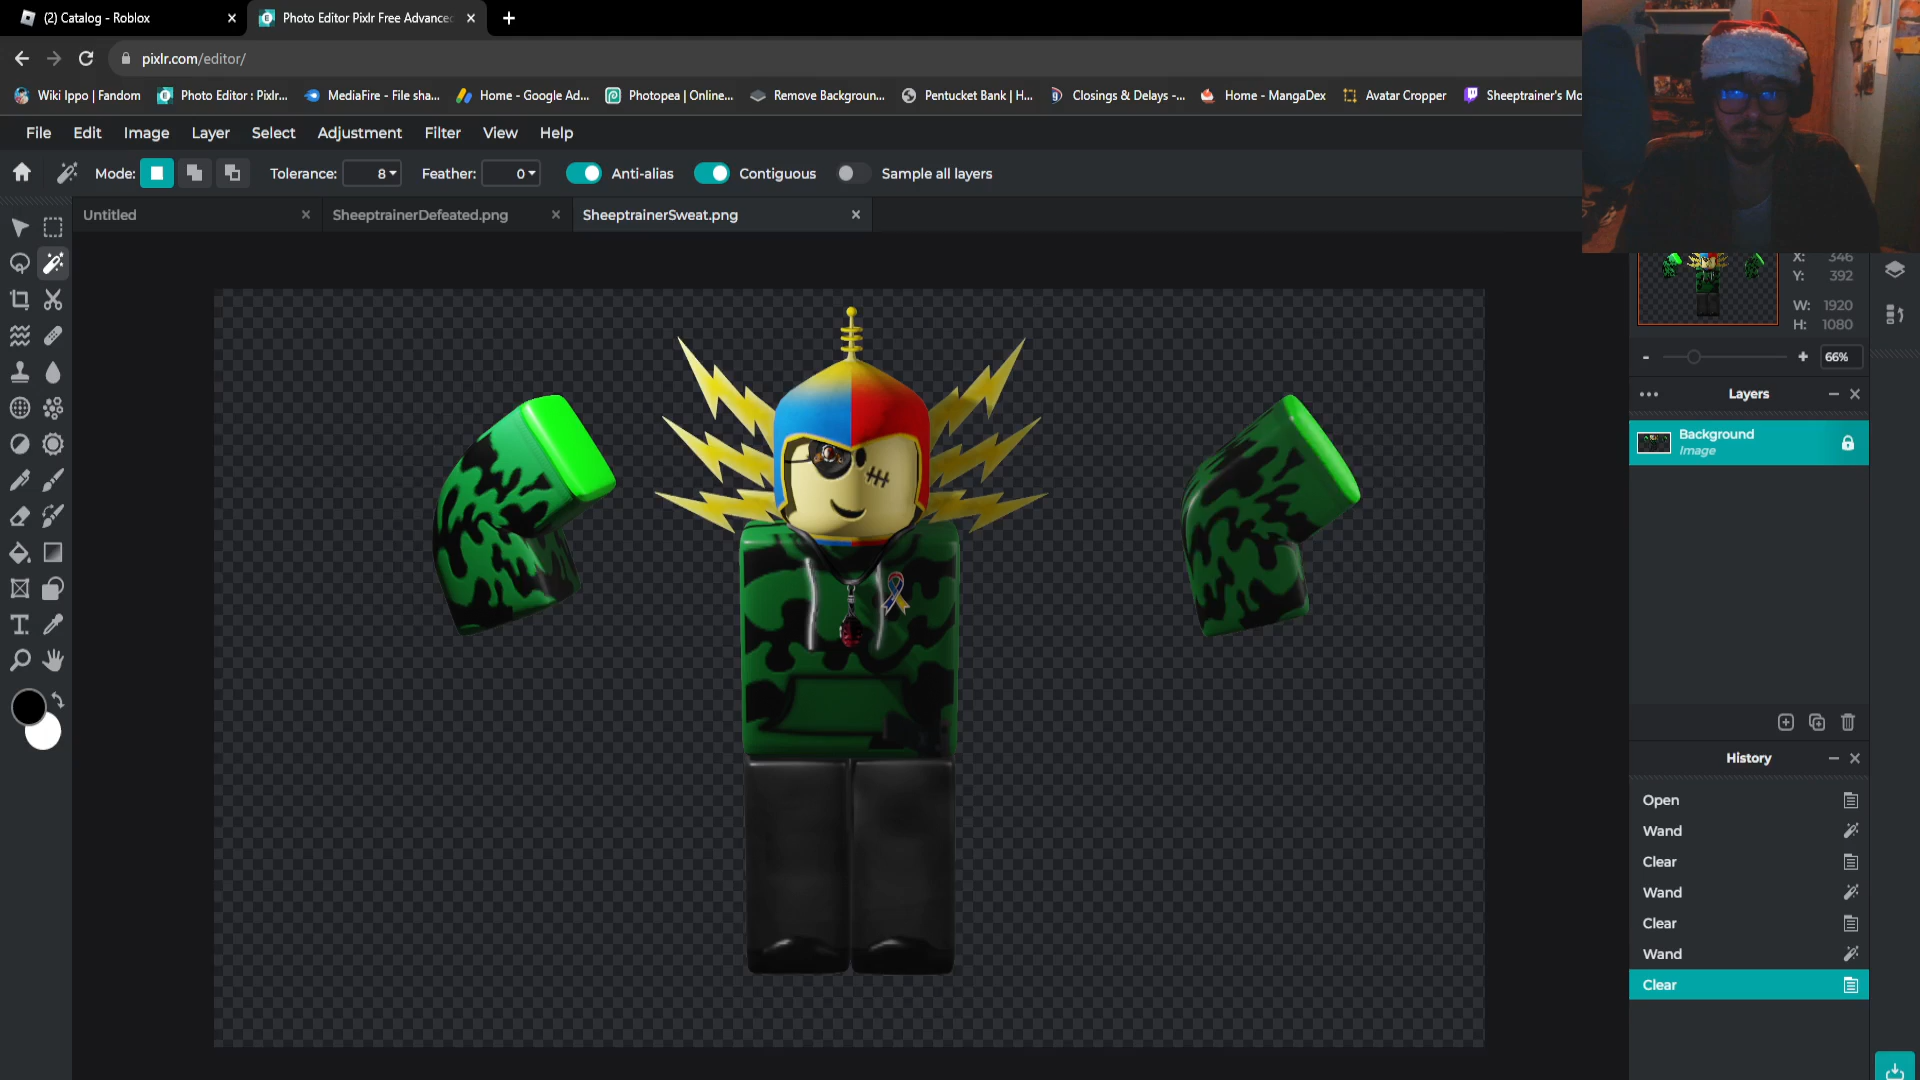 (2) Catalog - Roblox
Photo Editor Pixlr Free Advance
pixlr.com/editor/
Wiki Ippo | Fandom
Photo Editor : Pixlr...
MediaFire - File sha...
Home - Google Ad...
Photopea | Online...
Remove Backgroun...
Pentucket Bank | H...
Closings & Delays -...
Home - MangaDex
Avatar Cropper
Sheeptrainer's Mo
File Edit Image Layer Select Adjustment Filter View Help
Mode: Tolerance: 8 Feather: 0 Anti-alias Contiguous Sample all layers
Untitled
SheeptrainerDefeated.png
SheeptrainerSweat.png
X: 346
Y: 392
W: 1920
H: 1080
66%
Layers
Background
Image
History
Open
Wand
Clear
Wand
Clear
Wand
Clear